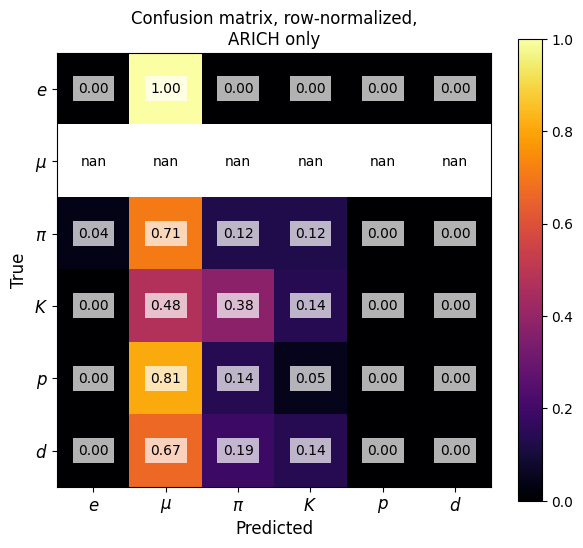 Confusion matrix, row-normalized,
ARICH only
1.0
e 0.00 1.00 0.00 0.00 0.00 0.00
μ nan nan nan nan nan nan
0.8
π 0.04 0.71 0.12 0.12 0.00 0.00
0.6
True
K 0.00 0.48 0.38 0.14 0.00 0.00
0.4
p 0.00 0.81 0.14 0.05 0.00 0.00
0.2
d 0.00 0.67 0.19 0.14 0.00 0.00
0.0
e μ π K p d
Predicted